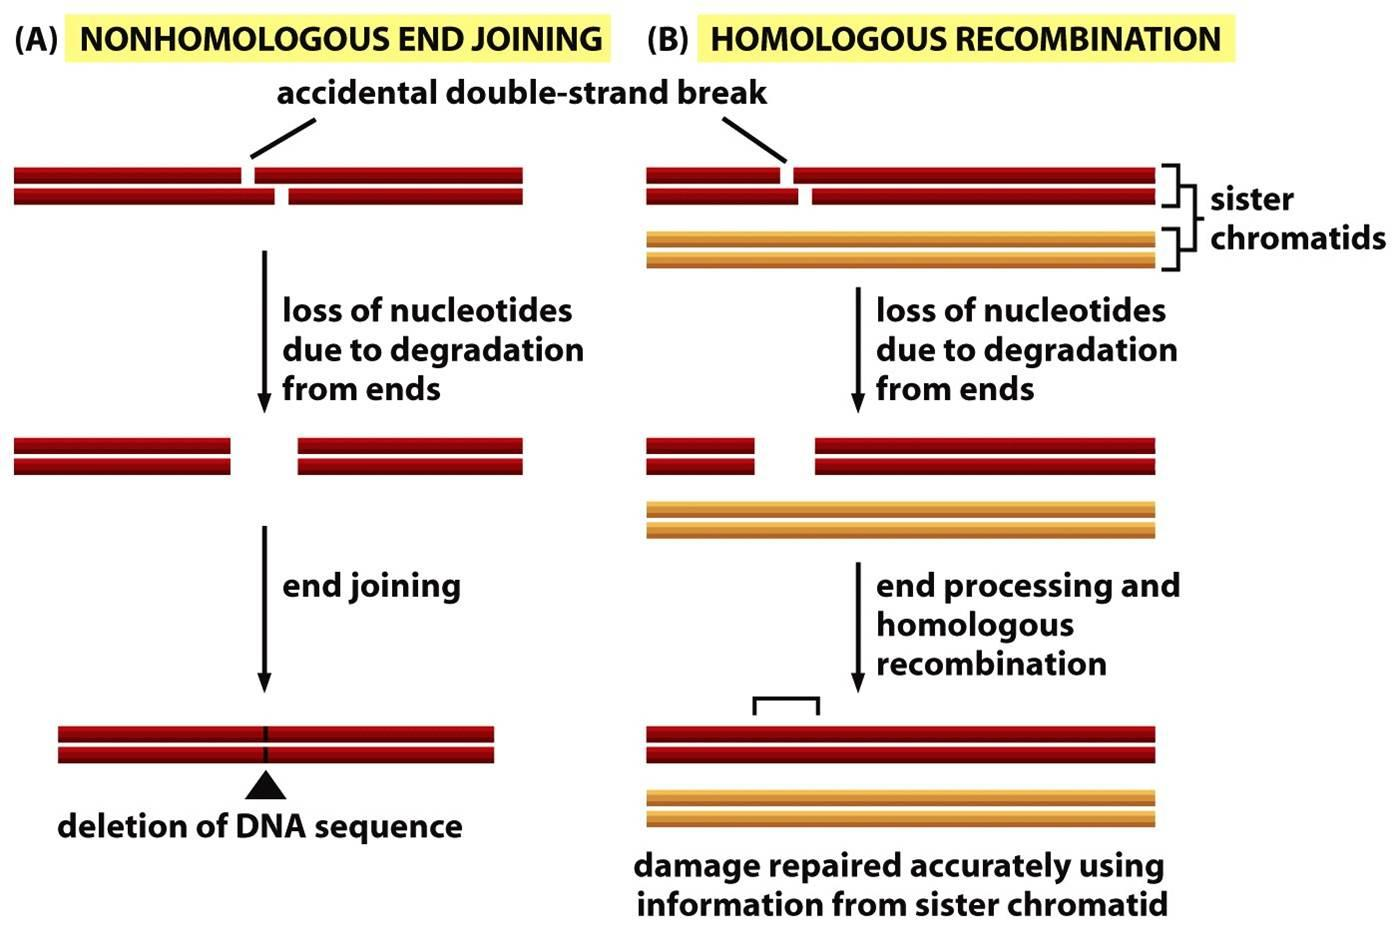 (A) NONHOMOLOGOUS END JOINING
(B) HOMOLOGOUS RECOMBINATION
accidental double-strand break
sister
chromatids
loss of nucleotides
due to degradation
from ends
loss of nucleotides
due to degradation
from ends
end joining
end processing and
homologous
recombination
deletion of DNA sequence
damage repaired accurately using
information from sister chromatid